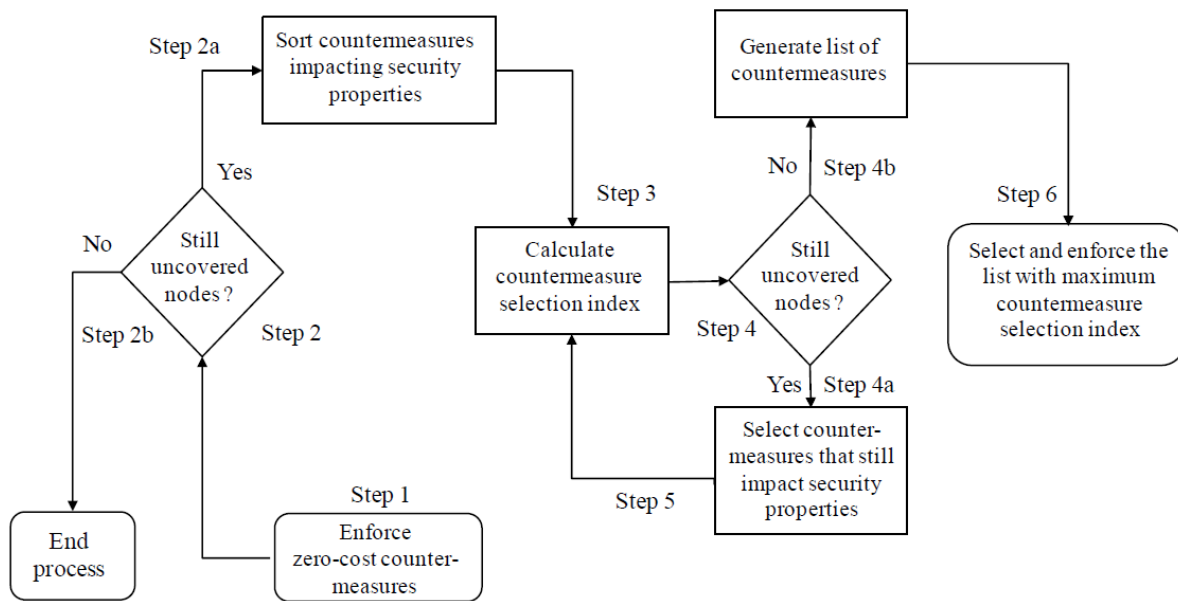 Step 2a
Sort countermeasures
impacting security
properties
Generate list of
countermeasures
Yes
No
Step 4b
Step 3
Step 6
No
Still
uncovered
nodes ?
Calculate
countermeasure
selection index
Still
uncovered
nodes ?
Select and enforce the
list with maximum
countermeasure
selection index
Step 2b
Step 2
Step 4
Yes
Step 4a
Select counter-
measures that still
impact security
properties
Step 5
Step 1
End
process
Enforce
zero-cost counter-
measures